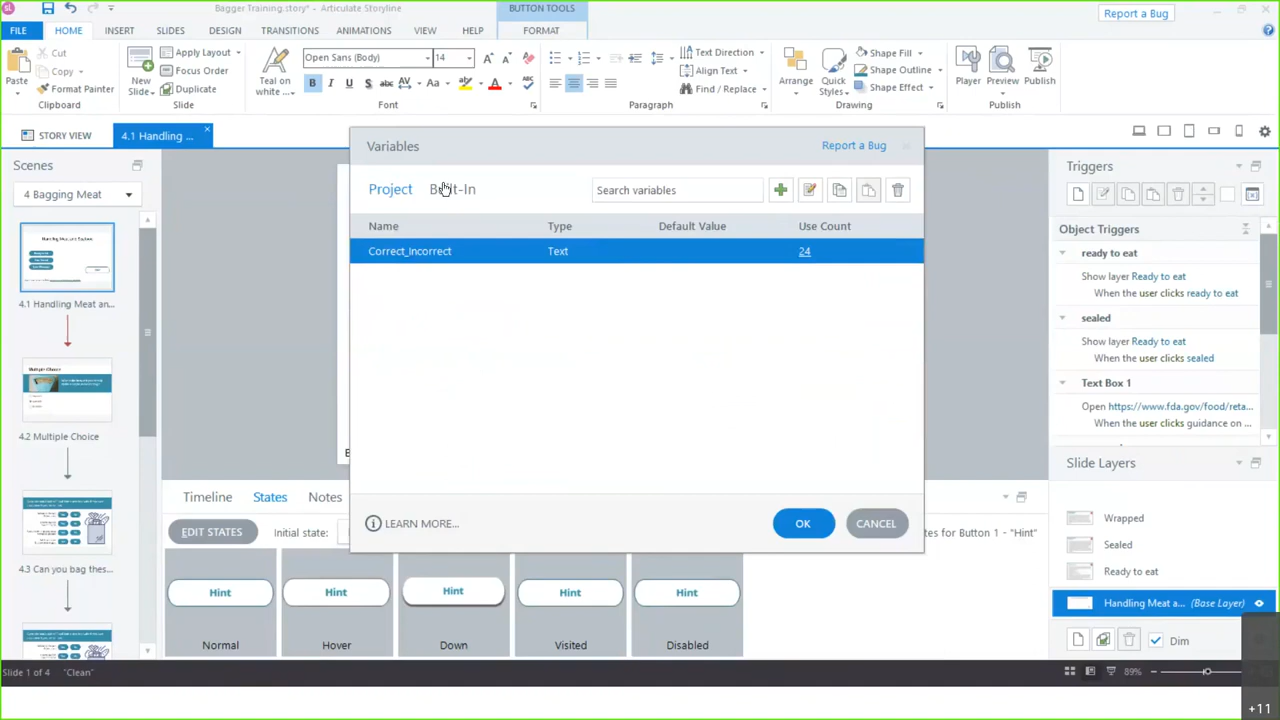 Bagger Training.story* - Articulate Storyline
BUTTON TOOLS
Report a Bug
FILE
HOME
INSERT
SLIDES
DESIGN
TRANSITIONS
ANIMATIONS
VIEW
HELP
FORMAT
Paste
Cut
Copy
Format Painter
Clipboard
New
Slide
Apply Layout
Focus Order
Duplicate
Slide
Teal on
white ...
Open Sans (Body)
14
Font
Text Direction
Align Text
Find / Replace
Paragraph
Arrange
Quick
Styles
Shape Fill
Shape Outline
Shape Effect
Drawing
Player
Preview
Publish
Publish
STORY VIEW
4.1 Handling ...
Scenes
4 Bagging Meat
4.1 Handling Meat an...
Multiple Choice
4.2 Multiple Choice
4.3 Can you bag thes...
Variables
Report a Bug
Project
Built-In
Search variables
Name
Type
Default Value
Use Count
Correct_Incorrect
Text
24
LEARN MORE...
OK
CANCEL
Triggers
Object Triggers
ready to eat
Show layer Ready to eat
When the user clicks ready to eat
sealed
Show layer Ready to eat
When the user clicks sealed
Text Box 1
Open https://www.fda.gov/food/reta...
When the user clicks guidance on ...
Slide Layers
Wrapped
Sealed
Ready to eat
Handling Meat a... (Base Layer)
Dim
Timeline
States
Notes
EDIT STATES
Initial state:
tes for Button 1 - "Hint"
Hint
Hint
Hint
Hint
Hint
Normal
Hover
Down
Visited
Disabled
Slide 1 of 4
"Clean"
89%
+11